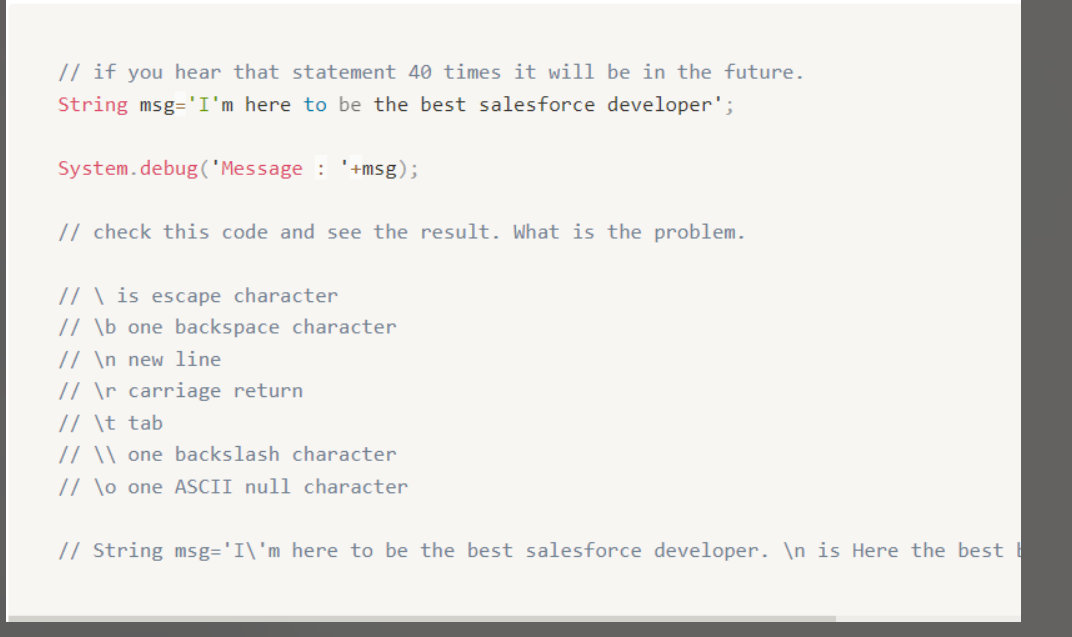 // if you hear that statement 40 times it will be in the future.
String msg='I'm here to be the best salesforce developer';
System.debug('Message : '+msg);
// check this code and see the result. What is the problem.
// \ is escape character
// \b one backspace character
// \n new line
// \r carriage return
// \t tab
// \\ one backslash character
// \o one ASCII null character
// String msg='I\'m here to be the best salesforce developer. \n is Here the best